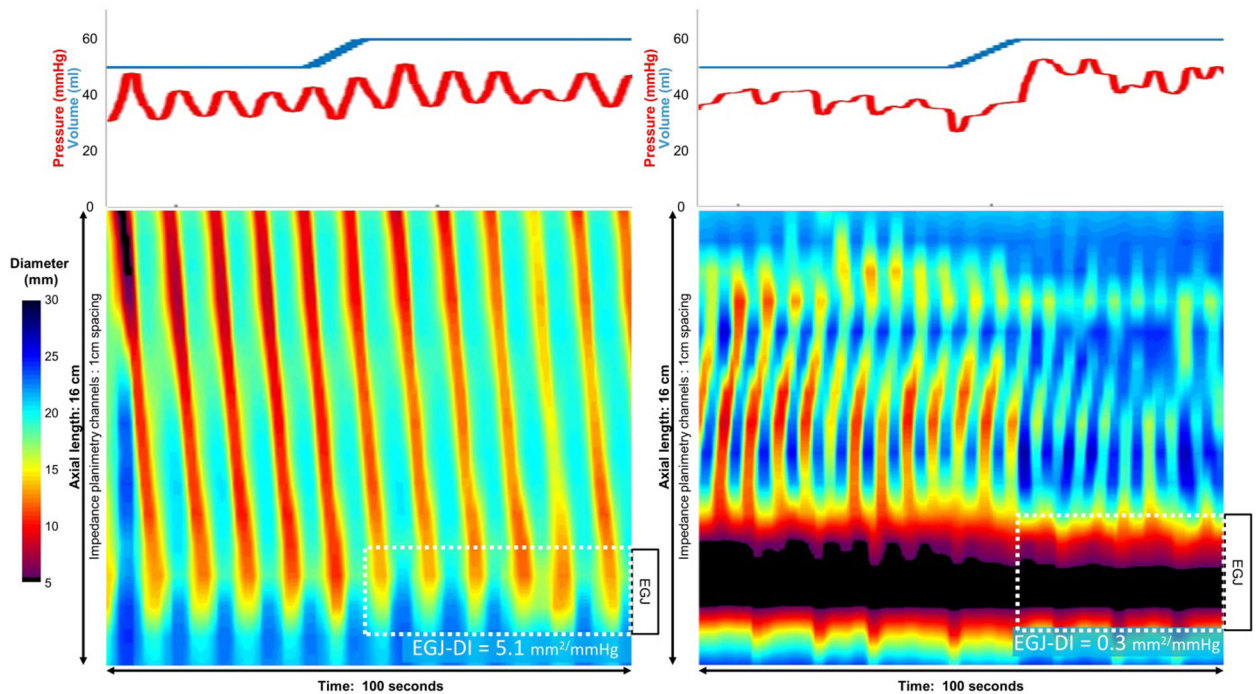 60
40
20
0
Pressure (mmHg)
Volume (ml)
60
40
20
0
Pressure (mmHg)
Volume (ml)
Diameter
(mm)
30
25
20
15
10
5
Axial length: 16 cm
Impedance planimetry channels : 1cm spacing
EGJ
EGJ-DI = 5.1 mm²/mmHg
Time: 100 seconds
Axial length: 16 cm
Impedance planimetry channels : 1cm spacing
EGJ
EGJ-DI = 0.3 mm²/mmHg
Time: 100 seconds